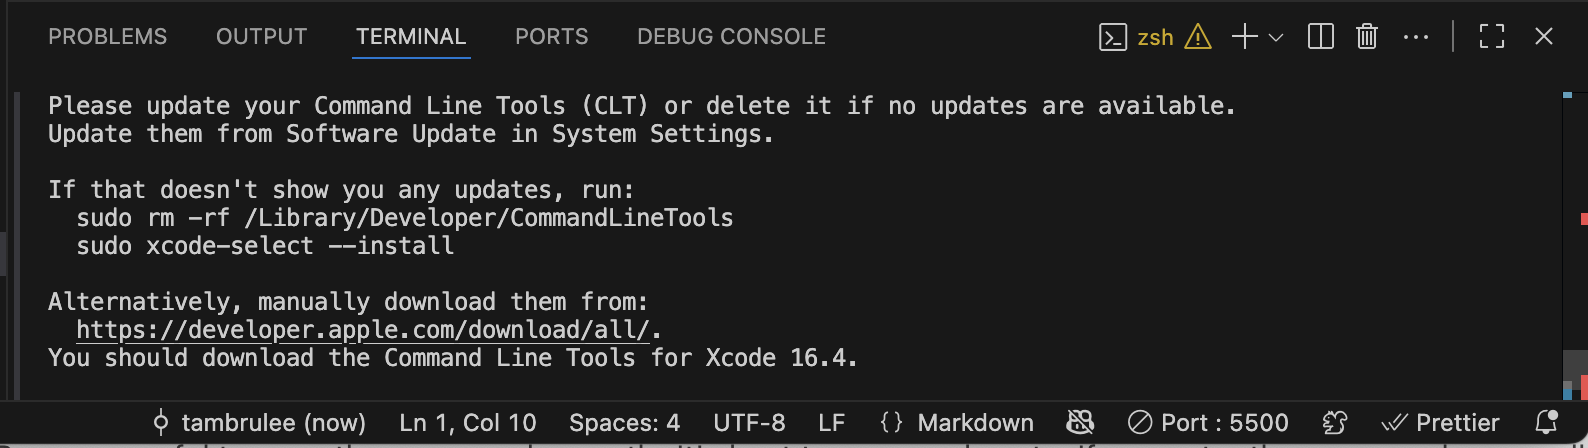 PROBLEMS OUTPUT TERMINAL PORTS DEBUG CONSOLE zsh
Please update your Command Line Tools (CLT) or delete it if no updates are available.
Update them from Software Update in System Settings.
If that doesn't show you any updates, run:
sudo rm -rf /Library/Developer/CommandLineTools
sudo xcode-select --install
Alternatively, manually download them from:
https://developer.apple.com/download/all/.
You should download the Command Line Tools for Xcode 16.4.
tambrulee (now) Ln 1, Col 10 Spaces: 4 UTF-8 LF {} Markdown Port : 5500 Prettier